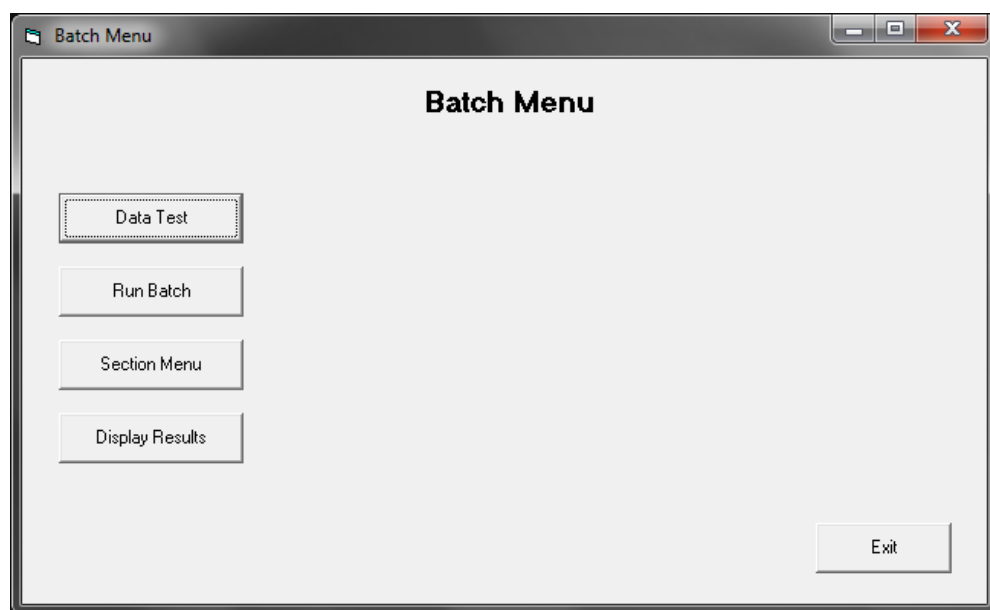 Batch Menu
Batch Menu
Data Test
Run Batch
Section Menu
Display Results
Exit